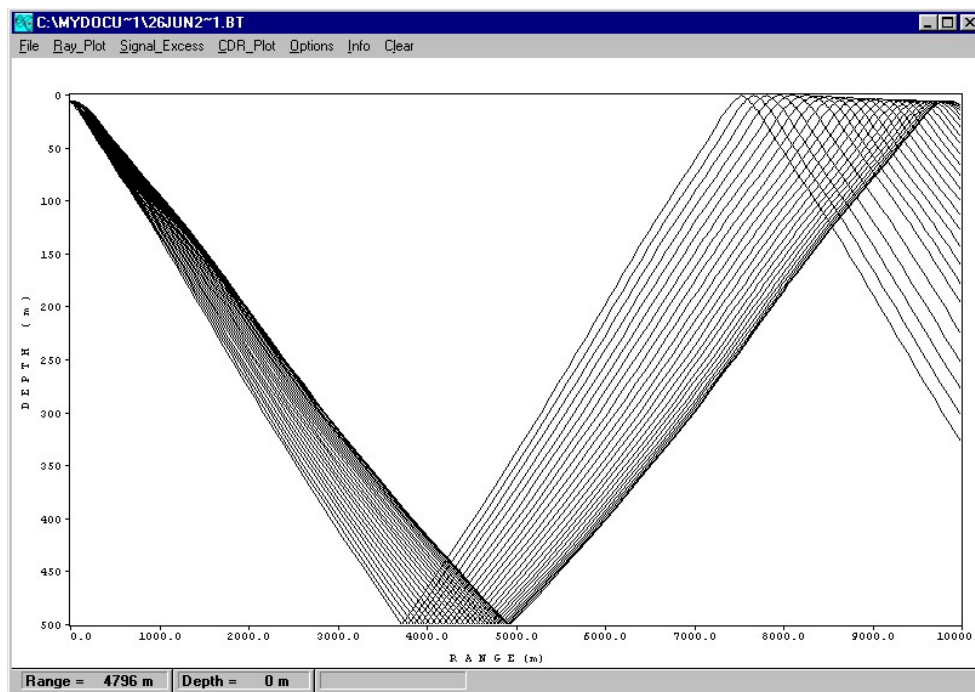 C:\MYDOCU~1\26JUN2~1.BT
File Ray_Plot Signal_Excess CDR_Plot Options Info Clear
0
50
100
150
200
250
300
350
400
450
500
DEPTH (m)
0.0 1000.0 2000.0 3000.0 4000.0 5000.0 6000.0 7000.0 8000.0 9000.0 10000.
RANGE(m)
Range = 4796 m Depth = 0 m